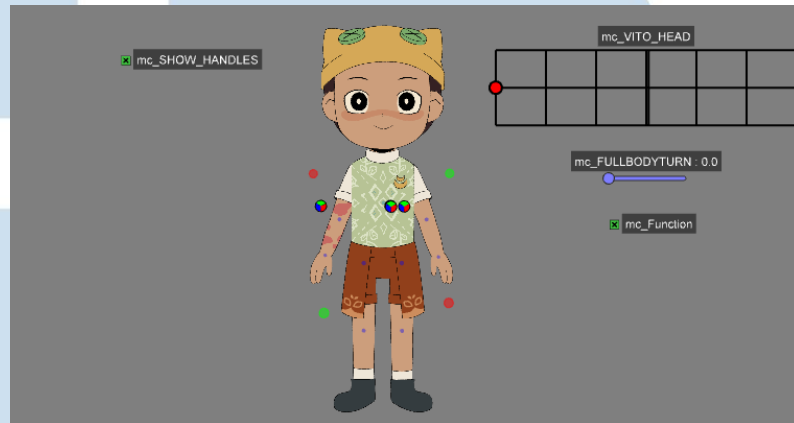 mc_VITO_HEAD
mc_SHOW_HANDLES
mc_FULLBODYTURN : 0.0
mc_Function